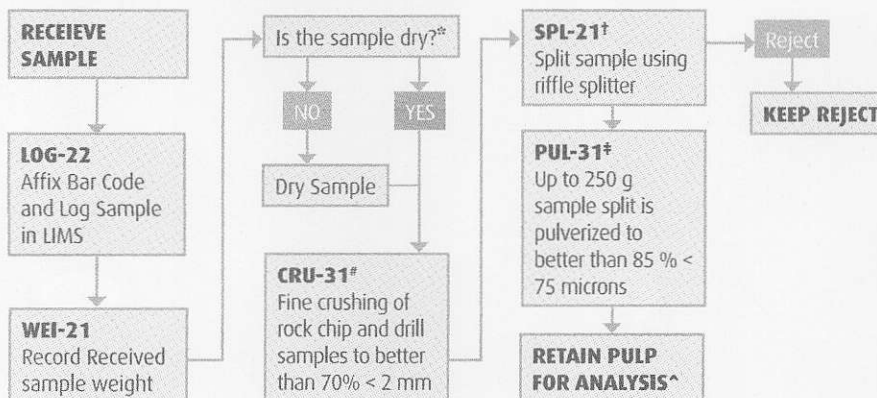 RECEIEVE
SAMPLE
LOG-22
Affix Bar Code
and Log Sample
in LIMS
WEI-21
Record Received
sample weight
Is the sample dry?*
NO
YES
Dry Sample
CRU-31#
Fine crushing of
rock chip and drill
samples to better
than 70% < 2 mm
SPL-21†
Split sample using
riffle splitter
PUL-31‡
Up to 250 g
sample split is
pulverized to
better than 85 % <
75 microns
RETAIN PULP
FOR ANALYSIS^
Reject
KEEP REJECT